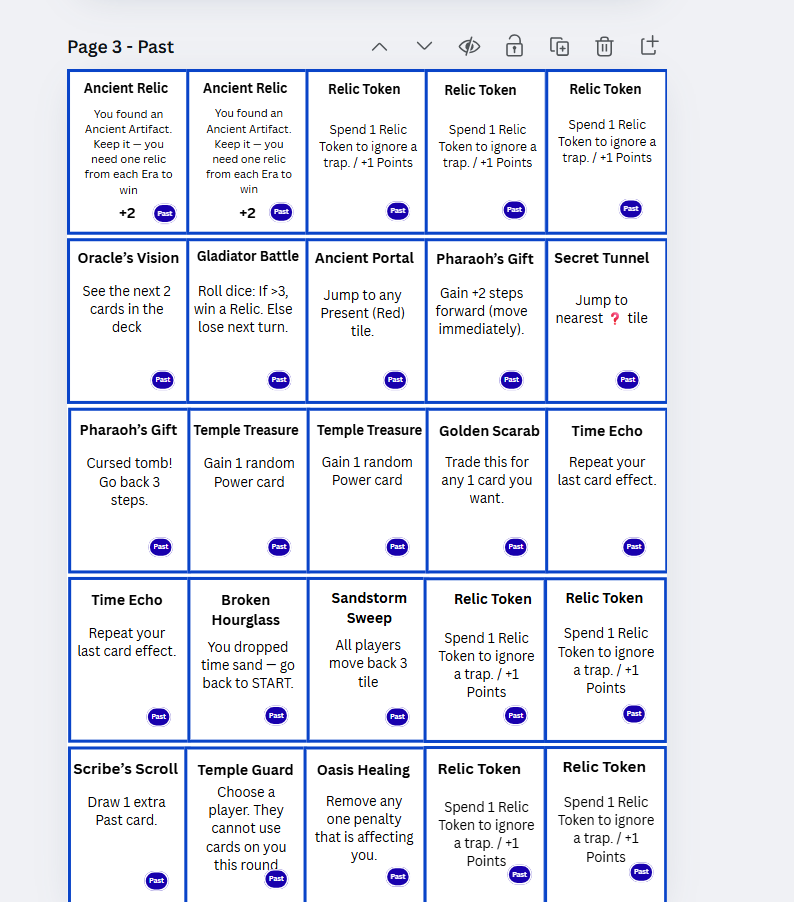 Page 3 - Past
Ancient Relic
You found an
Ancient Artifact.
Keep it — you
need one relic
from each Era to
win
+2
Past
Ancient Relic
You found an
Ancient Artifact.
Keep it — you
need one relic
from each Era to
win
+2
Past
Relic Token
Spend 1 Relic
Token to ignore a
trap. / +1 Points
Past
Relic Token
Spend 1 Relic
Token to ignore a
trap. / +1 Points
Past
Relic Token
Spend 1 Relic
Token to ignore a
trap. / +1 Points
Past
Oracle’s Vision
See the next 2
cards in the
deck
Past
Gladiator Battle
Roll dice: If >3,
win a Relic. Else
lose next turn.
Past
Ancient Portal
Jump to any
Present (Red)
tile.
Past
Pharaoh’s Gift
Gain +2 steps
forward (move
immediately).
Past
Secret Tunnel
Jump to
nearest ❓ tile
Past
Pharaoh’s Gift
Cursed tomb!
Go back 3
steps.
Past
Temple Treasure
Gain 1 random
Power card
Past
Temple Treasure
Gain 1 random
Power card
Past
Golden Scarab
Trade this for
any 1 card you
want.
Past
Time Echo
Repeat your
last card effect.
Past
Time Echo
Repeat your
last card effect.
Past
Broken
Hourglass
You dropped
time sand — go
back to START.
Past
Sandstorm
Sweep
All players
move back 3
tile
Past
Relic Token
Spend 1 Relic
Token to ignore
a trap. / +1
Points
Past
Relic Token
Spend 1 Relic
Token to ignore
a trap. / +1
Points
Past
Scribe’s Scroll
Draw 1 extra
Past card.
Past
Temple Guard
Choose a
player. They
cannot use
cards on you
this round
Past
Oasis Healing
Remove any
one penalty
that is affecting
you.
Past
Relic Token
Spend 1 Relic
Token to ignore
a trap. / +1
Points
Past
Relic Token
Spend 1 Relic
Token to ignore
a trap. / +1
Points
Past